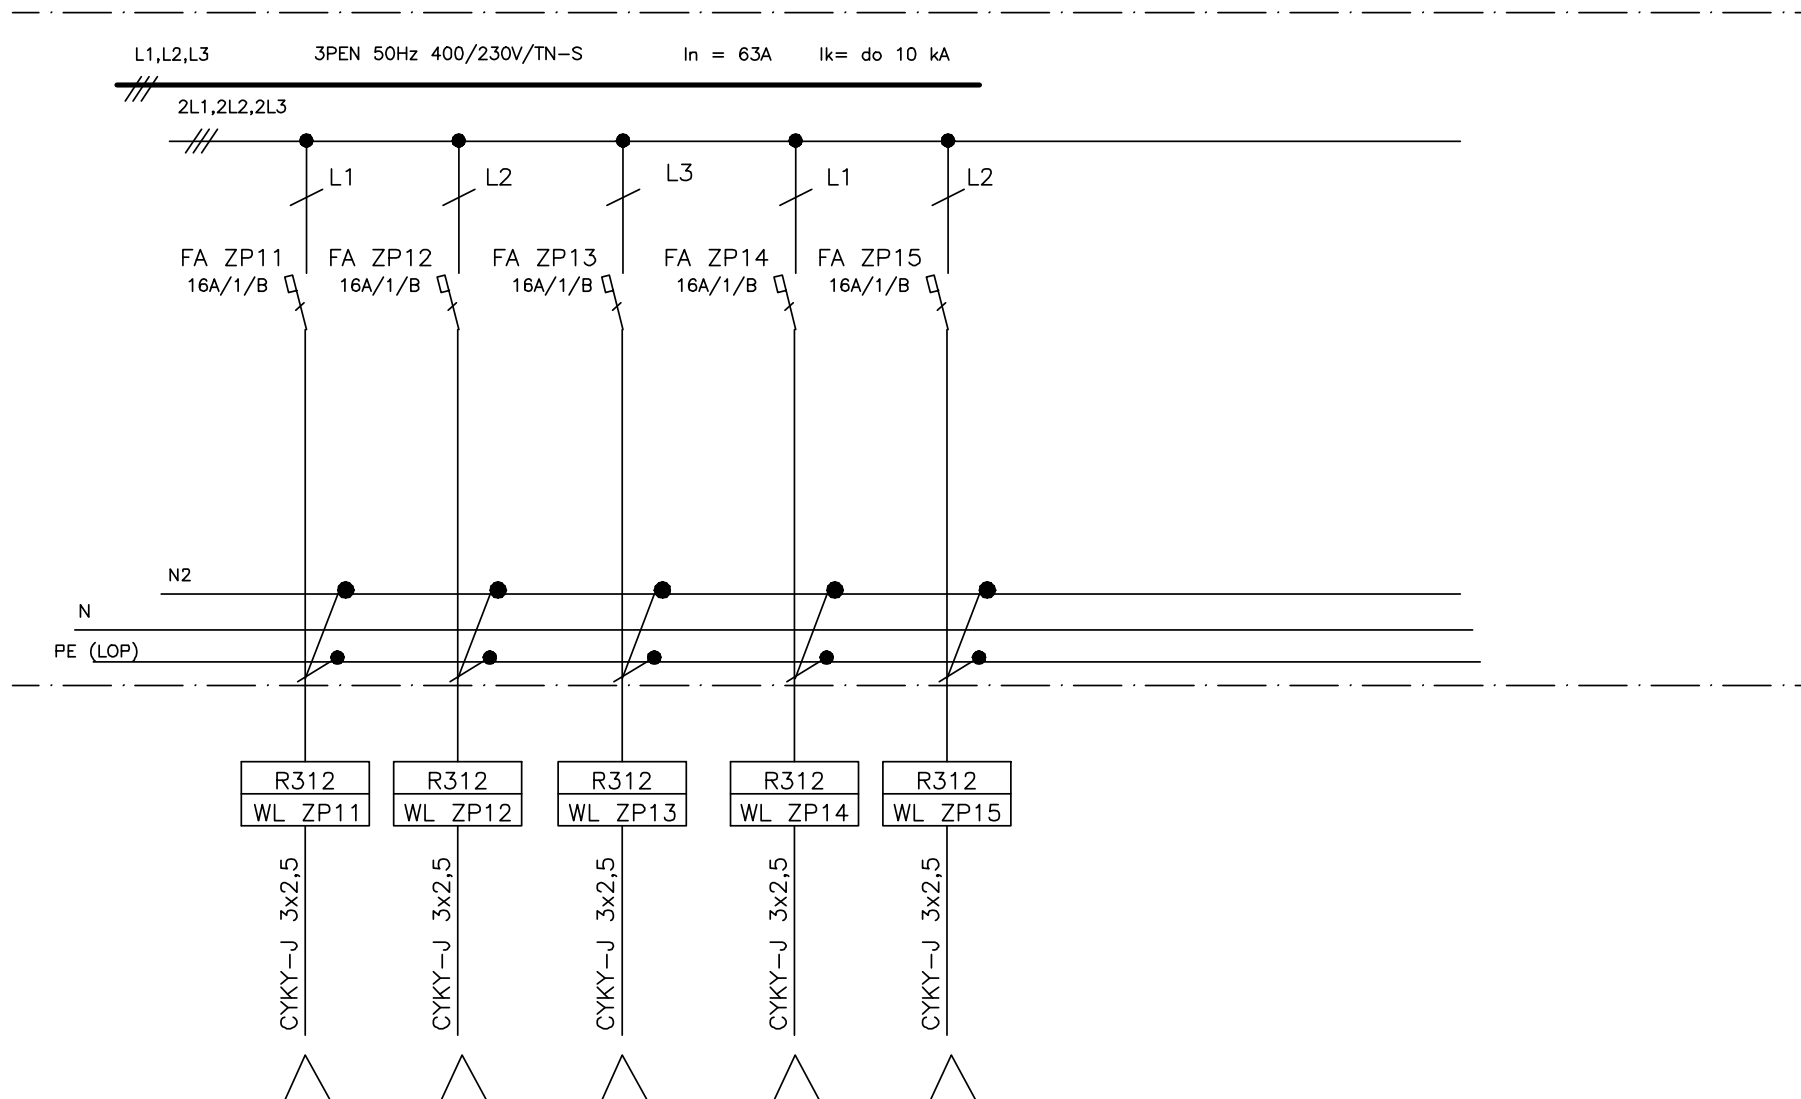 L1,L2,L3 3PEN 50Hz 400/230V/TN-S In = 63A Ik= do 10 kA
2L1,2L2,2L3
L1 L2 L3 L1 L2
FA ZP11 FA ZP12 FA ZP13 FA ZP14 FA ZP15
16A/1/B 16A/1/B 16A/1/B 16A/1/B 16A/1/B
N2
N
PE (LOP)
R312 R312 R312 R312 R312
WL ZP11 WL ZP12 WL ZP13 WL ZP14 WL ZP15
CYKY-J 3x2,5 CYKY-J 3x2,5 CYKY-J 3x2,5 CYKY-J 3x2,5 CYKY-J 3x2,5